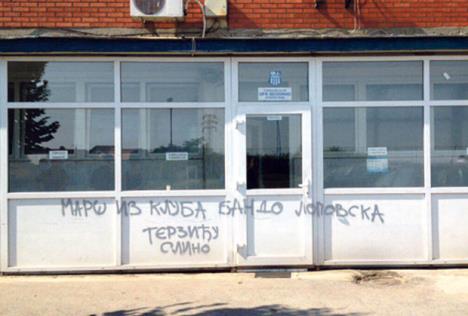 МАРШ ИЗ КЛУБА БАНДО ЛОПОВСКА
ТЕРЗИЋУ
СЛИНО